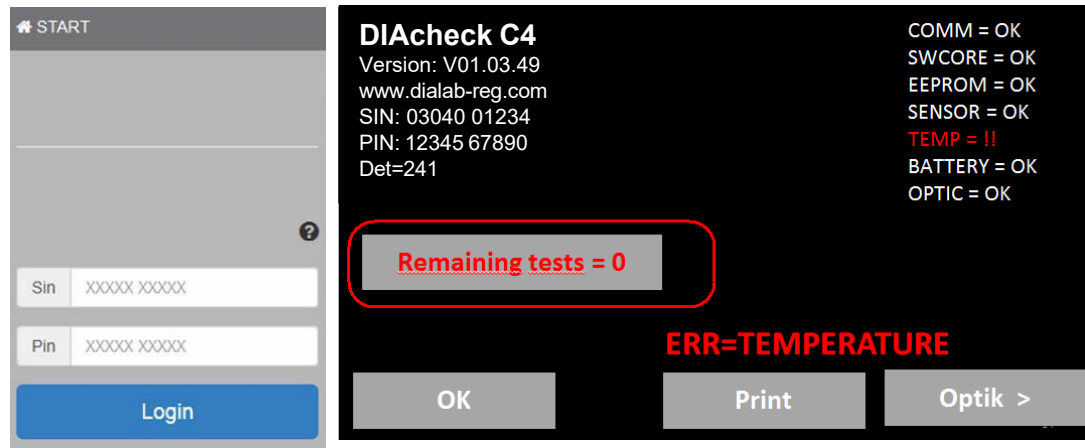 START
Sin XXXXX XXXXX
Pin XXXXX XXXXX
Login
DIAcheck C4
Version: V01.03.49
www.dialab-reg.com
SIN: 03040 01234
PIN: 12345 67890
Det=241
COMM = OK
SWCORE = OK
EEPROM = OK
SENSOR = OK
TEMP = !!
BATTERY = OK
OPTIC = OK
Remaining tests = 0
ERR=TEMPERATURE
OK Print Optik >